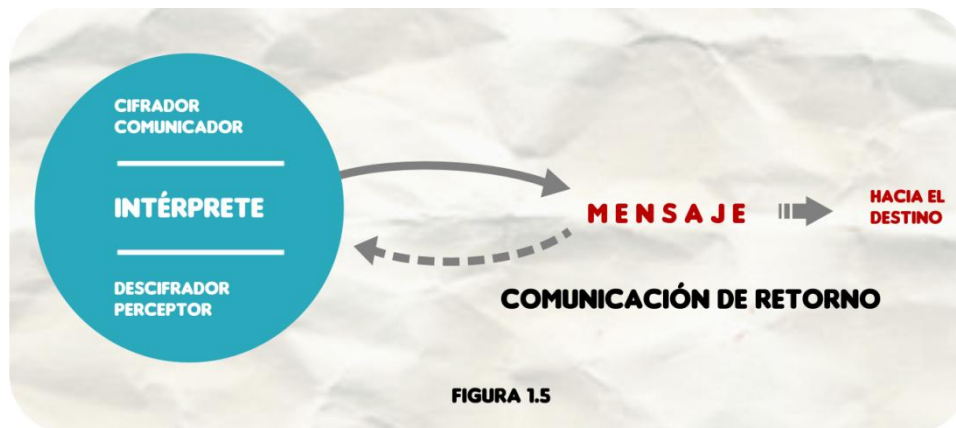 CIFRADOR
COMUNICADOR
INTÉRPRETE
DESCIFRADOR
PERCEPTOR
MENSAJE
HACIA EL
DESTINO
COMUNICACIÓN DE RETORNO
FIGURA 1.5